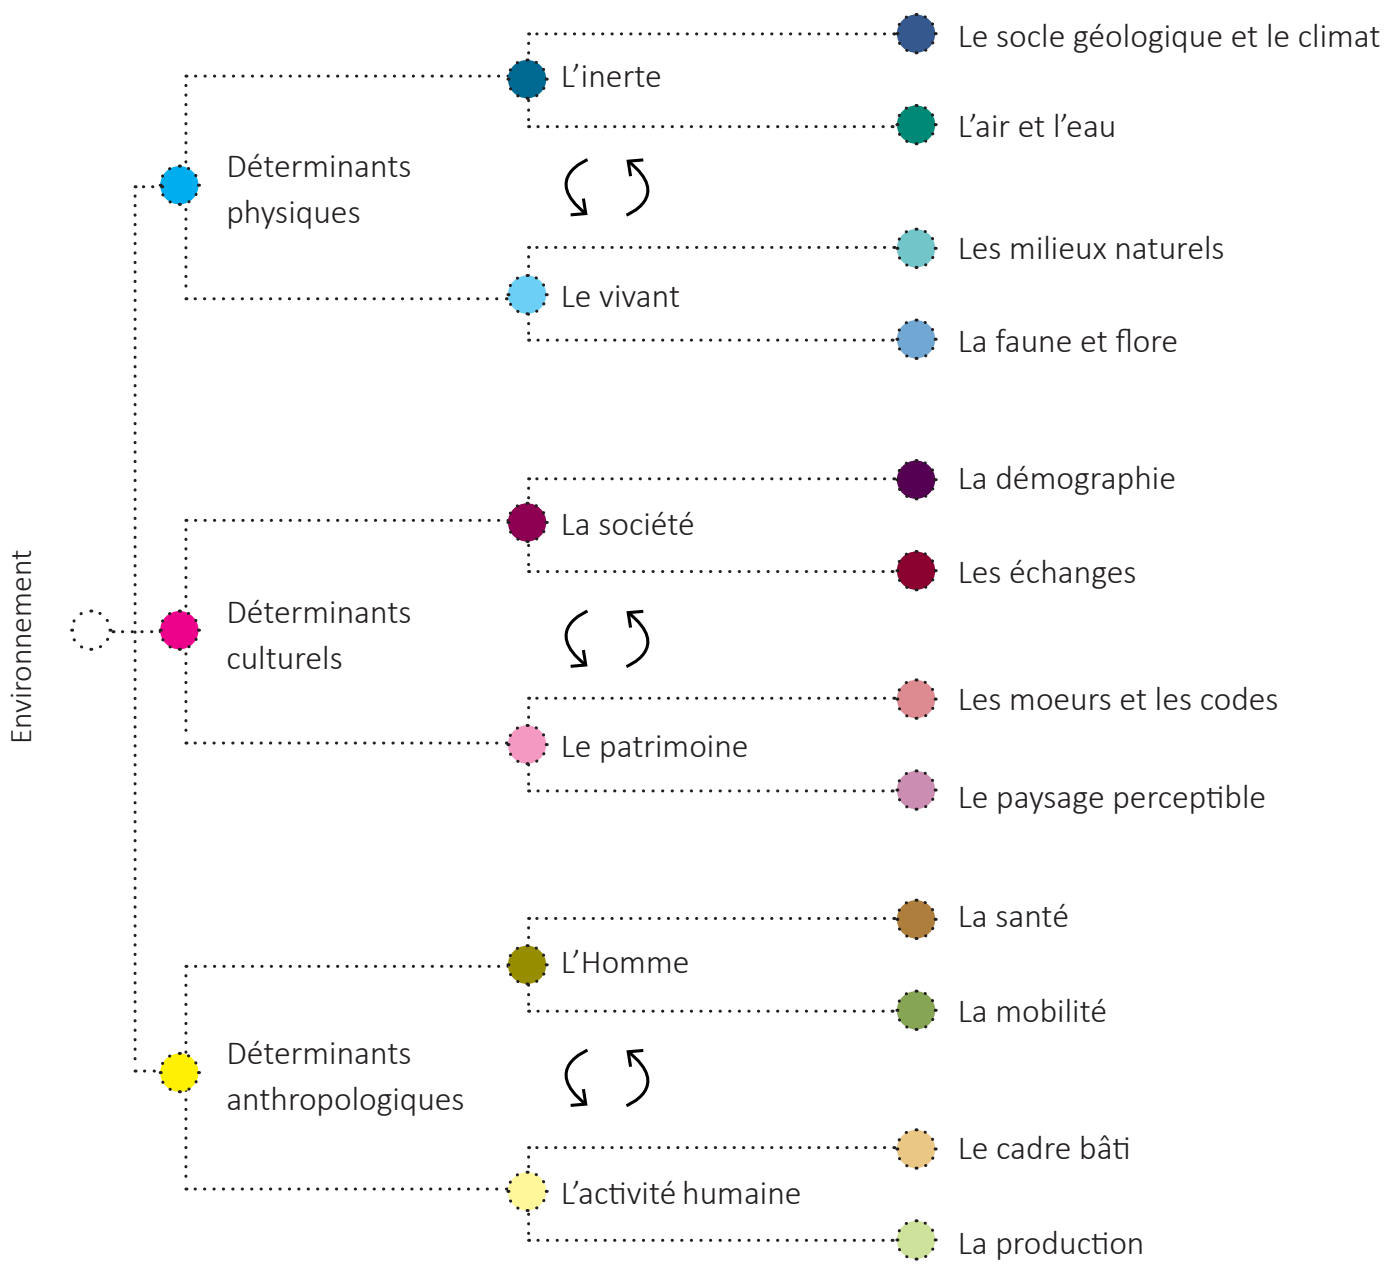 Environnement
Déterminants
physiques
L'inerte
Le socle géologique et le climat
L'air et l'eau
Le vivant
Les milieux naturels
La faune et flore
Déterminants
culturels
La société
La démographie
Les échanges
Le patrimoine
Les moeurs et les codes
Le paysage perceptible
Déterminants
anthropologiques
L'Homme
La santé
La mobilité
L'activité humaine
Le cadre bâti
La production